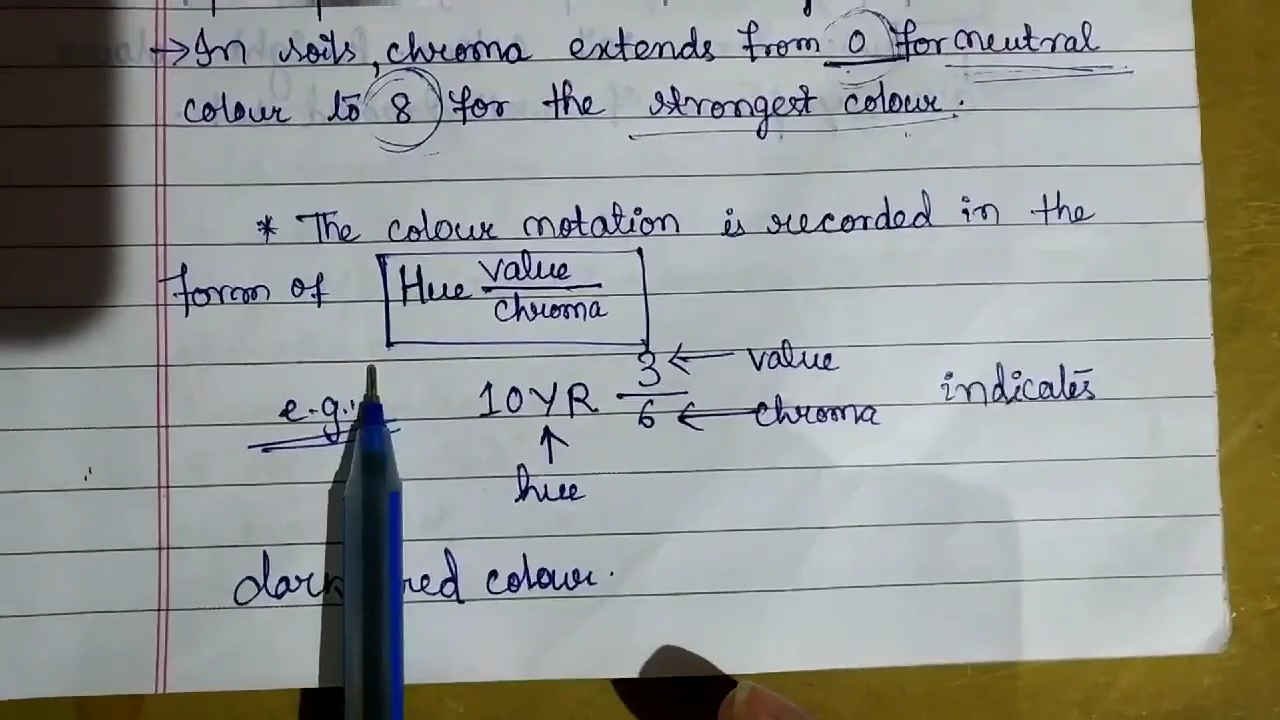 → In soils, chroma extends from 0 for neutral
colour to 8 for the strongest colour.
* The colour notation is recorded in the
form of Hue value/chroma
e.g. 10YR 3/6 ← value ← chroma indicates
↑
hue
dark red colour.